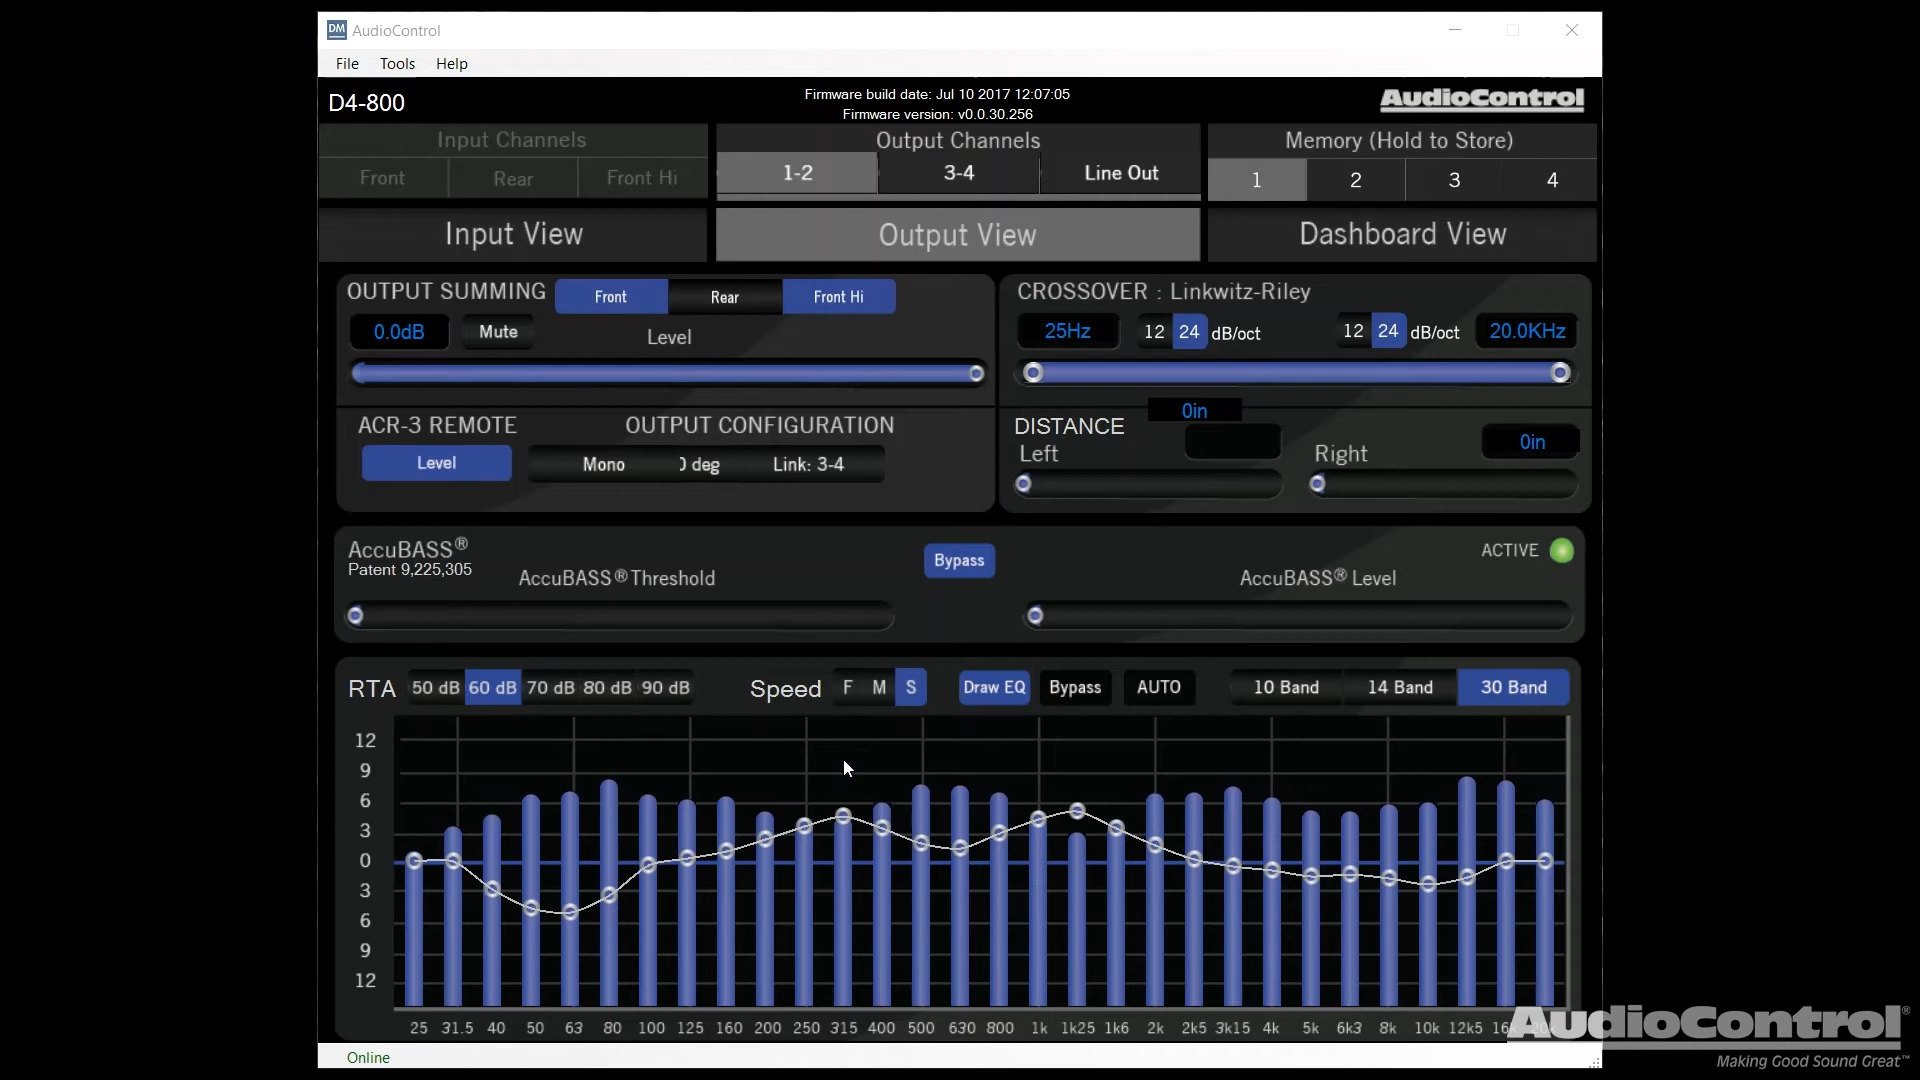 DM AudioControl
File Tools Help
D4-800
Firmware build date: Jul 10 2017 12:07:05
Firmware version: v0.0.30.256
AudioControl
Input Channels
Front Rear Front Hi
Output Channels
1-2 3-4 Line Out
Memory (Hold to Store)
1 2 3 4
Input View Output View Dashboard View
OUTPUT SUMMING Front Rear Front Hi
0.0dB Mute Level
CROSSOVER : Linkwitz-Riley
25Hz 12 24 dB/oct 12 24 dB/oct 20.0KHz
ACR-3 REMOTE OUTPUT CONFIGURATION
Level Mono 0 deg Link: 3-4
DISTANCE 0in
Left Right 0in
AccuBASS®
Patent 9,225,305
AccuBASS® Threshold
Bypass
ACTIVE
AccuBASS® Level
RTA 50 dB 60 dB 70 dB 80 dB 90 dB Speed F M S Draw EQ Bypass AUTO 10 Band 14 Band 30 Band
12
9
6
3
0
3
6
9
12
25 31.5 40 50 63 80 100 125 160 200 250 315 400 500 630 800 1k 1k25 1k6 2k 2k5 3k15 4k 5k 6k3 8k 10k 12k5 16k 20k
Online
AudioControl®
Making Good Sound Great™